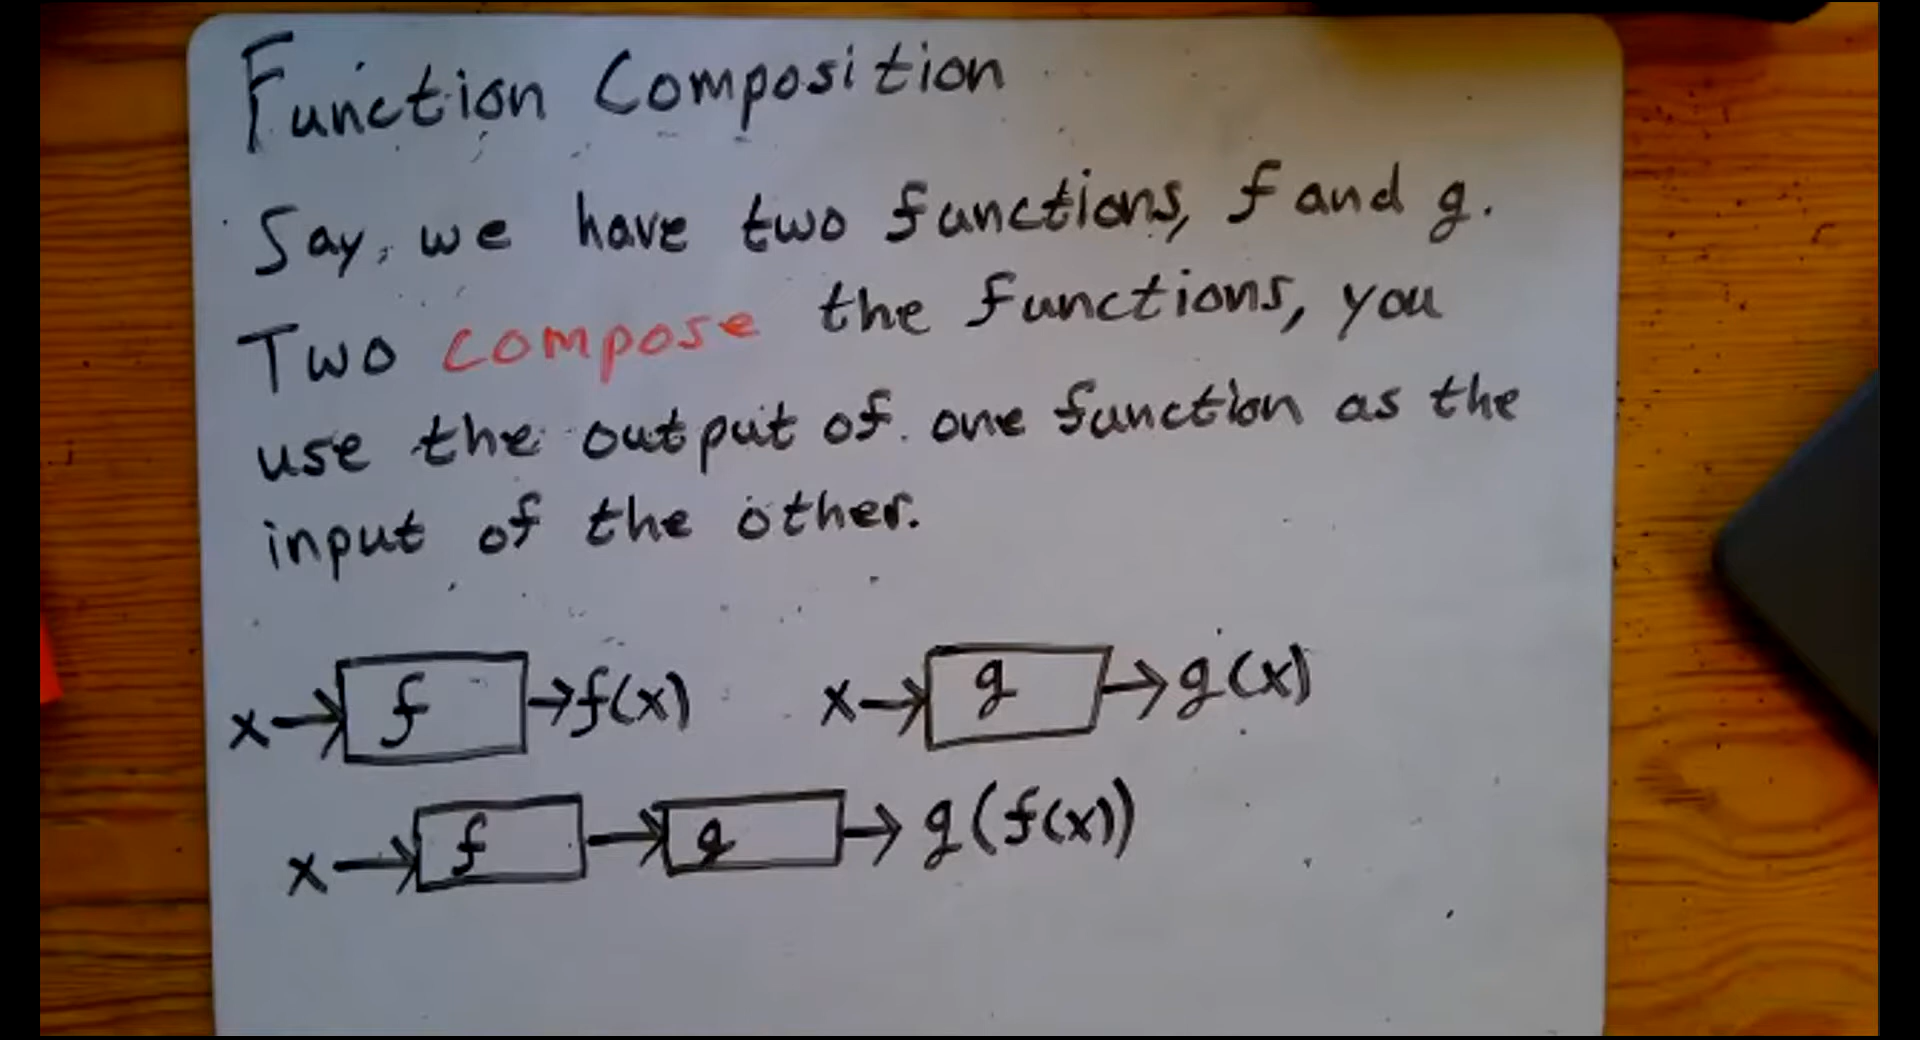 Function Composition
Say, we have two functions, f and g.
Two compose the functions, you
use the output of one function as the
input of the other.
x→ f →f(x) x→ g →g(x)
x→ f → g → g(f(x))